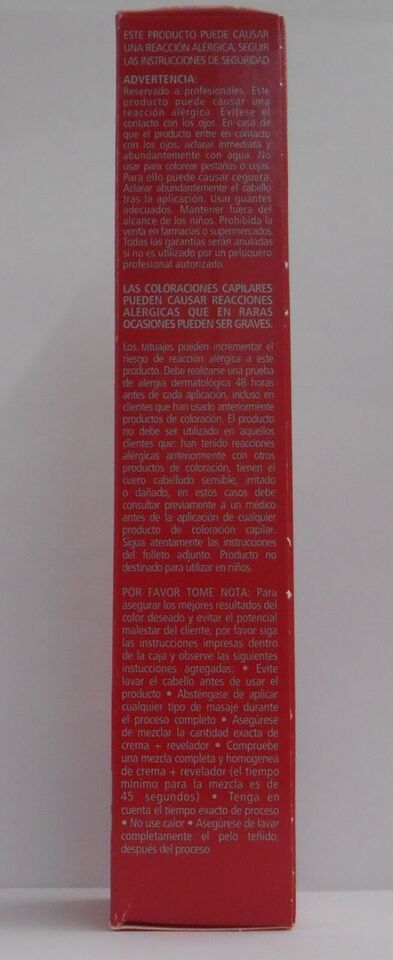 ESTE PRODUCTO PUEDE CAUSAR
UNA REACCIÓN ALÉRGICA, SEGUIR
LAS INSTRUCCIONES DE SEGURIDAD
ADVERTENCIA:
Reservado a profesionales. Este
producto puede causar una
reacción alérgica. Evítese el
contacto con los ojos. En caso de
que el producto entre en contacto
con los ojos, aclarar inmediata y
abundantemente con agua. No
usar para colorear pestañas o cejas.
Para ello puede causar ceguera.
Aclarar abundantemente el cabello
tras la aplicación. Usar guantes
adecuados. Mantener fuera del
alcance de los niños. Prohibida la
venta en farmacias o supermercados.
Todas las garantías serán anuladas
si no es utilizado por un peluquero
profesional autorizado.
LAS COLORACIONES CAPILARES
PUEDEN CAUSAR REACCIONES
ALÉRGICAS QUE EN RARAS
OCASIONES PUEDEN SER GRAVES.
Los tatuajes pueden incrementar el
riesgo de reacción alérgica a este
producto. Debe realizarse una prueba
de alergia dermatológica 48 horas
antes de cada aplicación, incluso en
clientes que han usado anteriormente
productos de coloración. El producto
no debe ser utilizado en aquellos
clientes que: han tenido reacciones
alérgicas anteriormente con otros
productos de coloración, tienen el
cuero cabelludo sensible, irritado
o dañado, en estos casos debe
consultar previamente a un médico
antes de la aplicación de cualquier
producto de coloración capilar.
Siga atentamente las instrucciones
del folleto adjunto. Producto no
destinado para utilizar en niños.
POR FAVOR TOME NOTA: Para
asegurar los mejores resultados del
color deseado y evitar el potencial
malestar del cliente, por favor siga
las instrucciones impresas dentro
de la caja y observe las siguientes
instucciones agregadas: • Evite
lavar el cabello antes de usar el
producto • Absténgase de aplicar
cualquier tipo de masaje durante
el proceso completo • Asegúrese
de mezclar la cantidad exacta de
crema + revelador • Compruebe
una mezcla completa y homogenea
de crema + revelador (el tiempo
mínimo para la mezcla es de
45 segundos) • Tenga en
cuenta el tiempo exacto de proceso
• No use calor • Asegúrese de lavar
completamente el pelo teñido,
después del proceso